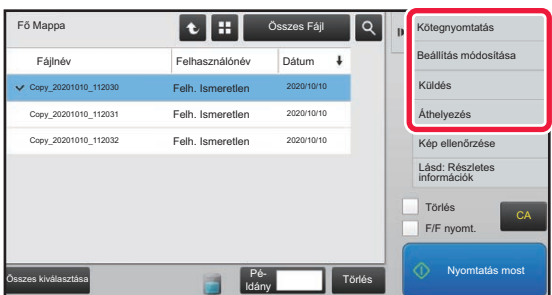 Fő Mappa
Összes Fájl
Fájlnév
Felhasználónév
Dátum
Copy_20201010_112030
Felh. Ismeretlen
2020/10/10
Copy_20201010_112031
Felh. Ismeretlen
2020/10/10
Copy_20201010_112032
Felh. Ismeretlen
2020/10/10
Összes kiválasztása
Pé-
ldány
Törlés
Kötegnyomtatás
Beállítás módosítása
Küldés
Áthelyezés
Kép ellenőrzése
Lásd: Részletes
információk
Törlés
F/F nyomt.
CA
Nyomtatás most